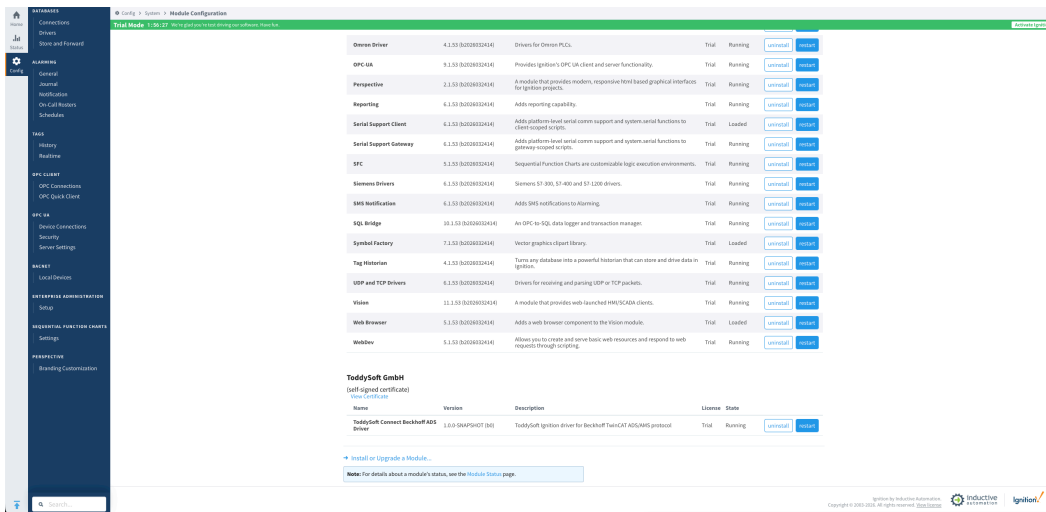 Config > System > Module Configuration
Trial Mode 1:56:27 We're glad you're test driving our software. Have fun.
Activate Igniti
Home
Status
Config
DATABASES
Connections
Drivers
Store and Forward
ALARMING
General
Journal
Notification
On-Call Rosters
Schedules
TAGS
History
Realtime
OPC CLIENT
OPC Connections
OPC Quick Client
OPC UA
Device Connections
Security
Server Settings
BACNET
Local Devices
ENTERPRISE ADMINISTRATION
Setup
SEQUENTIAL FUNCTION CHARTS
Settings
PERSPECTIVE
Branding Customization
Search...
Omron Driver 4.1.53 (b2026032414) Drivers for Omron PLCs. Trial Running uninstall restart
OPC-UA 9.1.53 (b2026032414) Provides Ignition's OPC UA client and server functionality. Trial Running uninstall restart
Perspective 2.1.53 (b2026032414) A module that provides modern, responsive html based graphical interfaces for Ignition projects. Trial Running uninstall restart
Reporting 6.1.53 (b2026032414) Adds reporting capability. Trial Running uninstall restart
Serial Support Client 6.1.53 (b2026032414) Adds platform-level serial comm support and system.serial functions to client-scoped scripts. Trial Loaded uninstall restart
Serial Support Gateway 6.1.53 (b2026032414) Adds platform-level serial comm support and system.serial functions to gateway-scoped scripts. Trial Running uninstall restart
SFC 5.1.53 (b2026032414) Sequential Function Charts are customizable logic execution environments. Trial Running uninstall restart
Siemens Drivers 6.1.53 (b2026032414) Siemens S7-300, S7-400 and S7-1200 drivers. Trial Running uninstall restart
SMS Notification 6.1.53 (b2026032414) Adds SMS notifications to Alarming. Trial Running uninstall restart
SQL Bridge 10.1.53 (b2026032414) An OPC-to-SQL data logger and transaction manager. Trial Running uninstall restart
Symbol Factory 7.1.53 (b2026032414) Vector graphics clipart library. Trial Loaded uninstall restart
Tag Historian 4.1.53 (b2026032414) Turns any database into a powerful historian that can store and drive data in Ignition. Trial Running uninstall restart
UDP and TCP Drivers 6.1.53 (b2026032414) Drivers for receiving and parsing UDP or TCP packets. Trial Running uninstall restart
Vision 11.1.53 (b2026032414) A module that provides web-launched HMI/SCADA clients. Trial Running uninstall restart
Web Browser 5.1.53 (b2026032414) Adds a web browser component to the Vision module. Trial Loaded uninstall restart
WebDev 5.1.53 (b2026032414) Allows you to create and serve basic web resources and respond to web requests through scripting. Trial Running uninstall restart
ToddySoft GmbH
(self-signed certificate)
View Certificate
Name Version Description License State
ToddySoft Connect Beckhoff ADS Driver 1.0.0-SNAPSHOT (b0) ToddySoft Ignition driver for Beckhoff TwinCAT ADS/AMS protocol Trial Running uninstall restart
Install or Upgrade a Module...
Note: For details about a module's status, see the Module Status page.
Ignition by Inductive Automation.
Copyright © 2003-2026. All rights reserved. View license
inductive automation
Ignition!